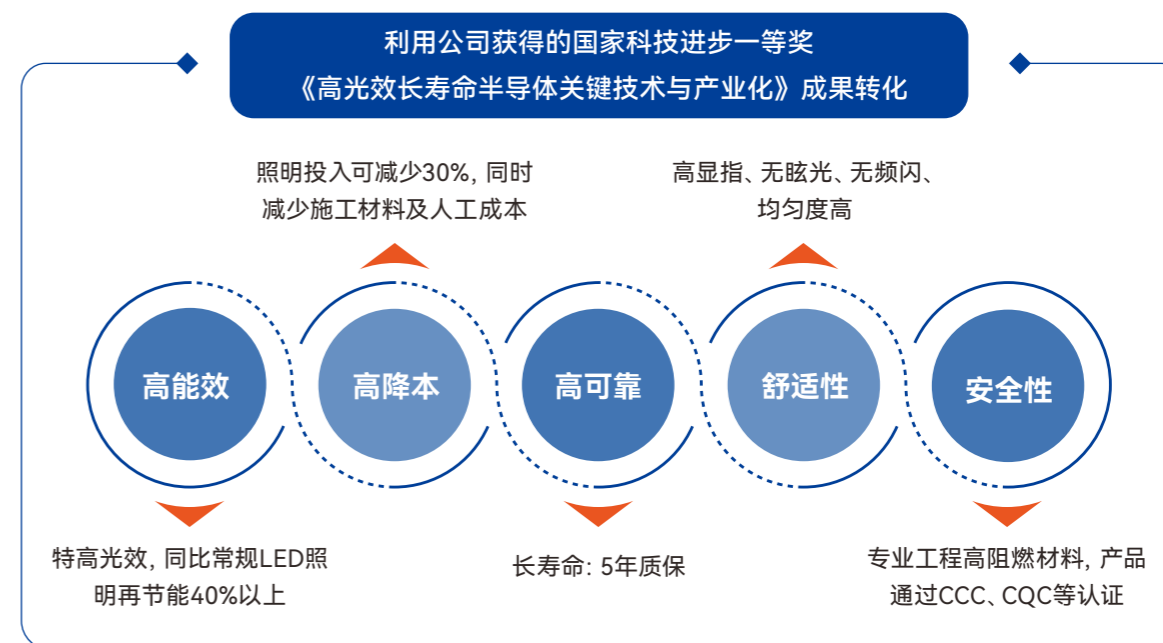 利用公司获得的国家科技进步一等奖
《高光效长寿命半导体关键技术与产业化》成果转化
照明投入可减少30%, 同时
减少施工材料及人工成本
高显指、无眩光、无频闪、
均匀度高
高能效
高降本
高可靠
舒适性
安全性
特高光效, 同比常规LED照
明再节能40%以上
长寿命: 5年质保
专业工程高阻燃材料, 产品
通过CCC、CQC等认证